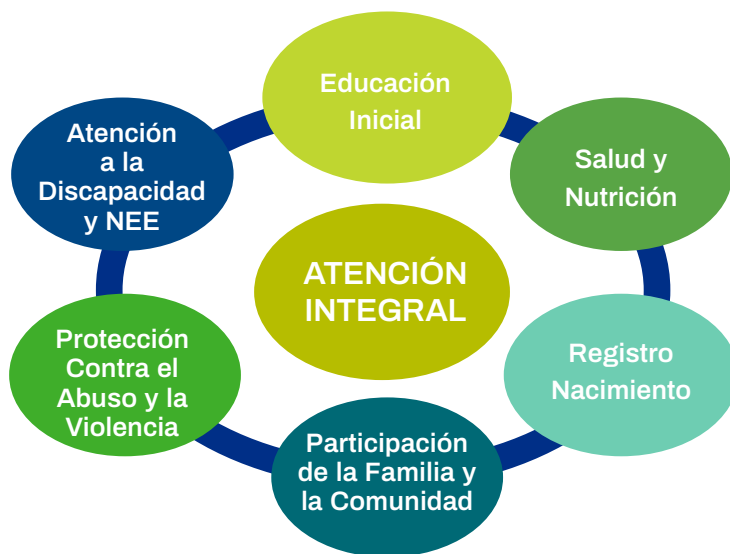 Educación
Inicial
Atención
a la
Discapacidad
y NEE
Salud y
Nutrición
ATENCIÓN
INTEGRAL
Protección
Contra el
Abuso y la
Violencia
Registro
Nacimiento
Participación
de la Familia y
la Comunidad